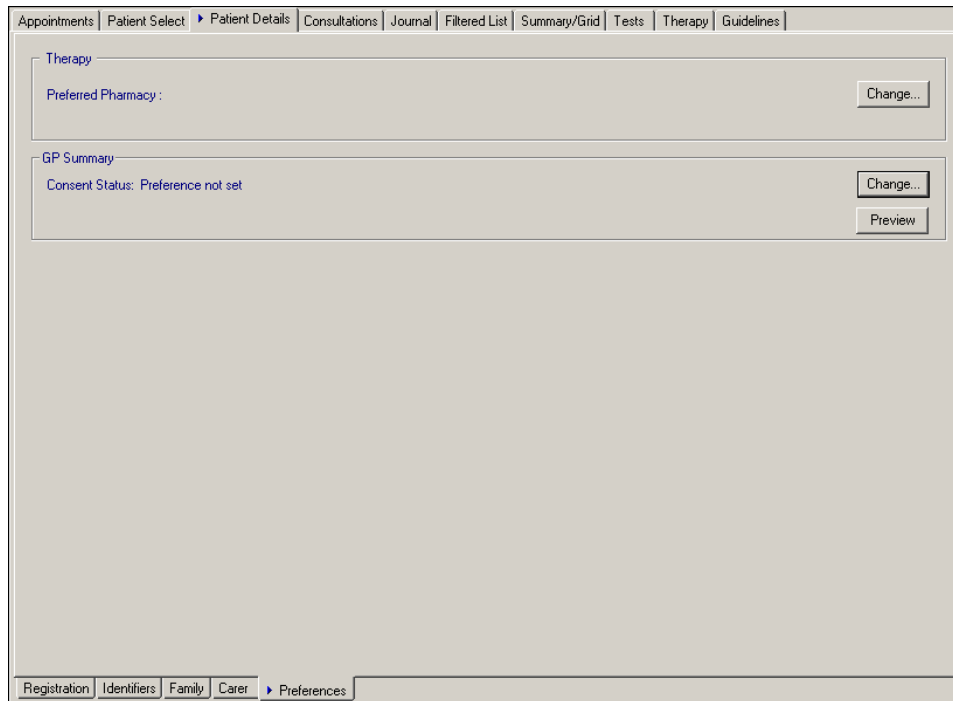 Appointments Patient Select Patient Details Consultations Journal Filtered List Summary/Grid Tests Therapy Guidelines
Therapy
Preferred Pharmacy :
Change...
GP Summary
Consent Status: Preference not set
Change...
Preview
Registration Identifiers Family Carer Preferences